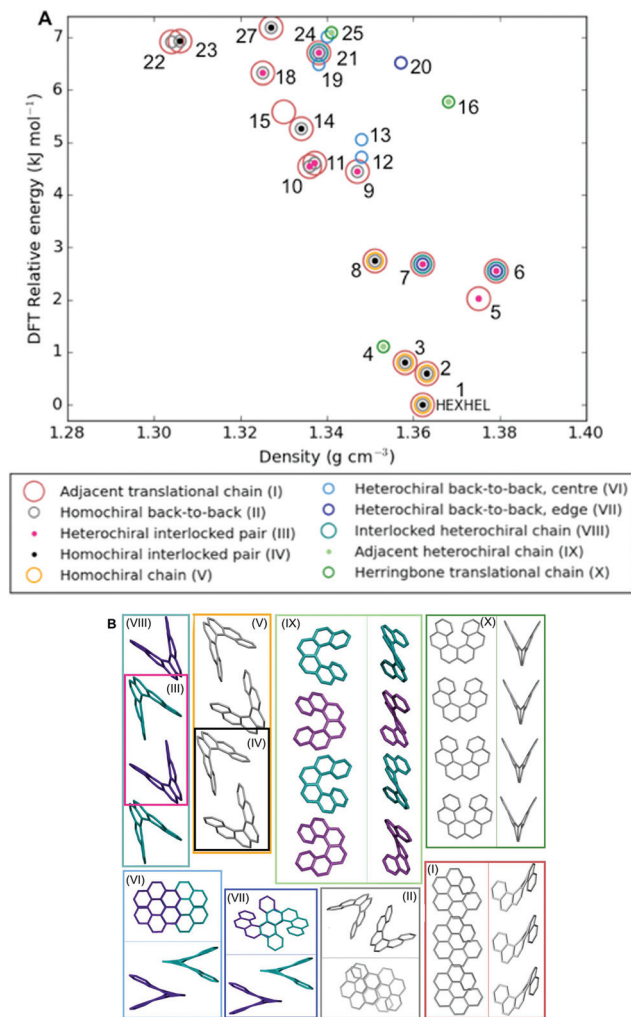 A
27
24
25
22
23
21
18
19
20
15
14
16
13
11
12
10
9
8
7
6
5
4
3
2
1
HEXHEL
7
6
5
4
3
2
1
0
DFT Relative energy (kJ mol⁻¹)
1.28
1.30
1.32
1.34
1.36
1.38
1.40
Density (g cm⁻³)
Adjacent translational chain (I)
Homochiral back-to-back (II)
Heterochiral interlocked pair (III)
Homochiral interlocked pair (IV)
Homochiral chain (V)
Heterochiral back-to-back, centre (VI)
Heterochiral back-to-back, edge (VII)
Interlocked heterochiral chain (VIII)
Adjacent heterochiral chain (IX)
Herringbone translational chain (X)
B
(VIII)
(III)
(V)
(IV)
(IX)
(X)
(VI)
(VII)
(II)
(I)